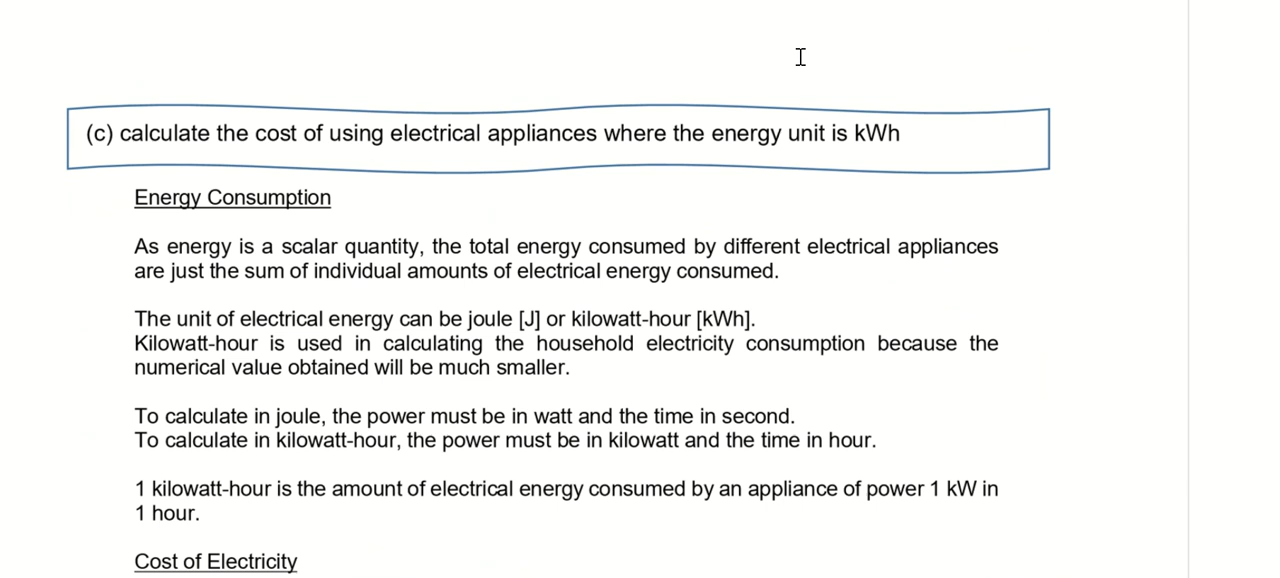 (c) calculate the cost of using electrical appliances where the energy unit is kWh
Energy Consumption
As energy is a scalar quantity, the total energy consumed by different electrical appliances
are just the sum of individual amounts of electrical energy consumed.
The unit of electrical energy can be joule [J] or kilowatt-hour [kWh].
Kilowatt-hour is used in calculating the household electricity consumption because the
numerical value obtained will be much smaller.
To calculate in joule, the power must be in watt and the time in second.
To calculate in kilowatt-hour, the power must be in kilowatt and the time in hour.
1 kilowatt-hour is the amount of electrical energy consumed by an appliance of power 1 kW in
1 hour.
Cost of Electricity